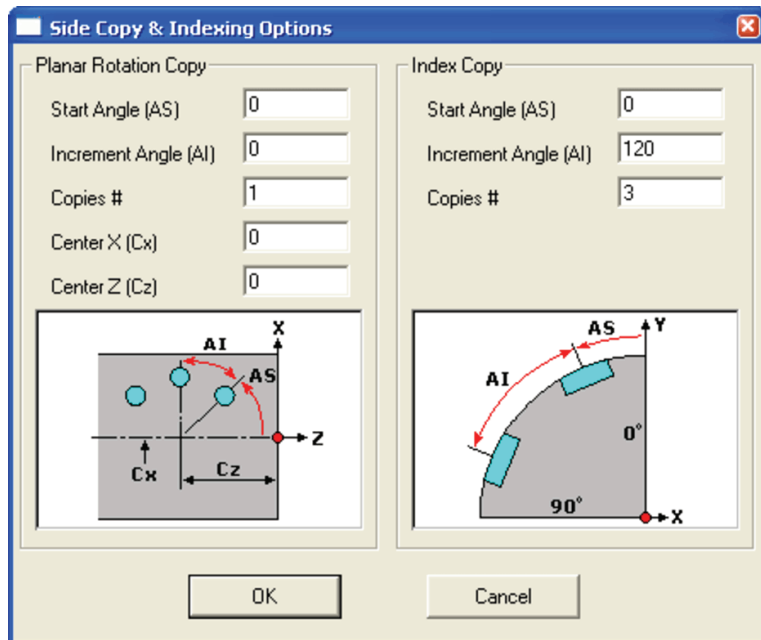 Side Copy & Indexing Options
Planar Rotation Copy
Start Angle (AS) 0
Increment Angle (AI) 0
Copies # 1
Center X (Cx) 0
Center Z (Cz) 0
X
AI
AS
Z
Cx
Cz
Index Copy
Start Angle (AS) 0
Increment Angle (AI) 120
Copies # 3
AS
Y
AI
0°
90°
X
OK
Cancel